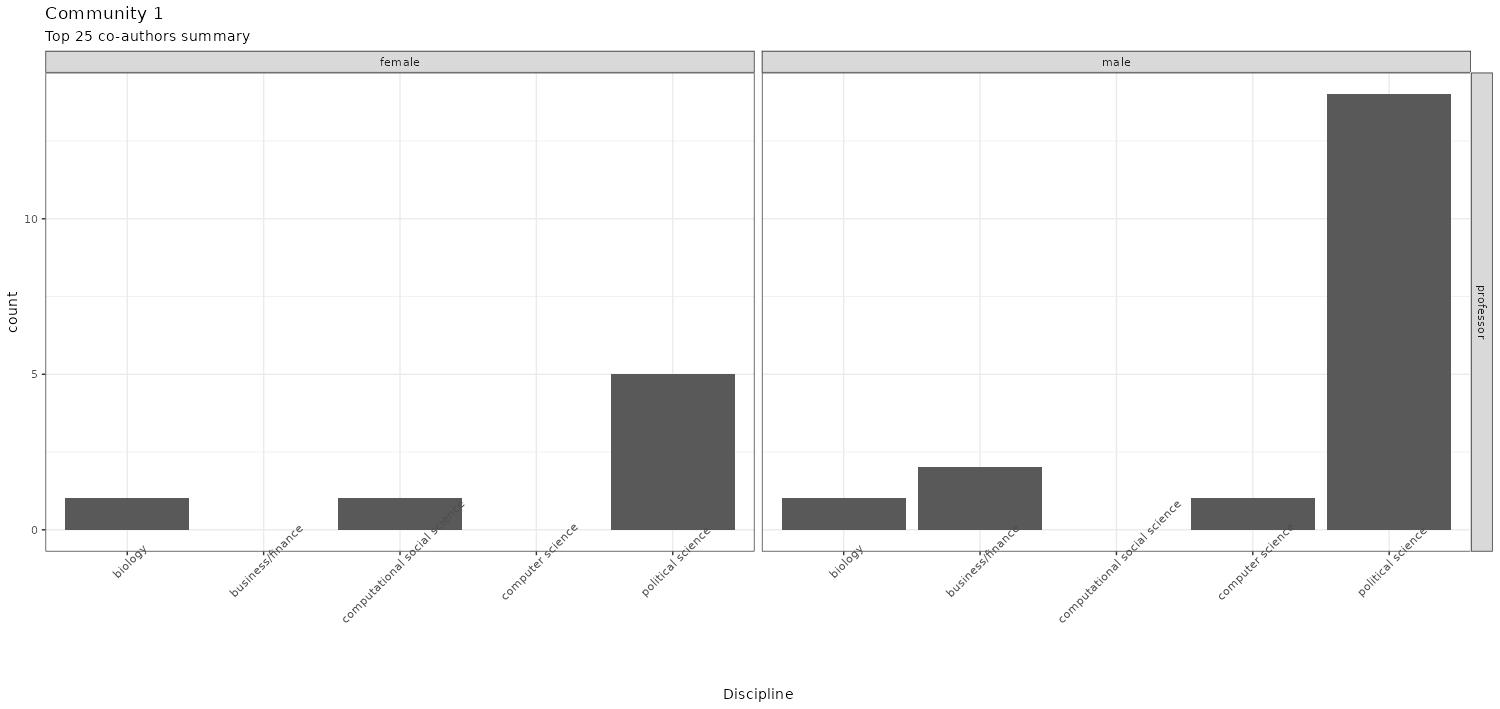 Community 1
Top 25 co-authors summary
female
male
professor
count
10
5
0
biology
business/finance
computational social science
computer science
political science
biology
business/finance
computational social science
computer science
political science
Discipline